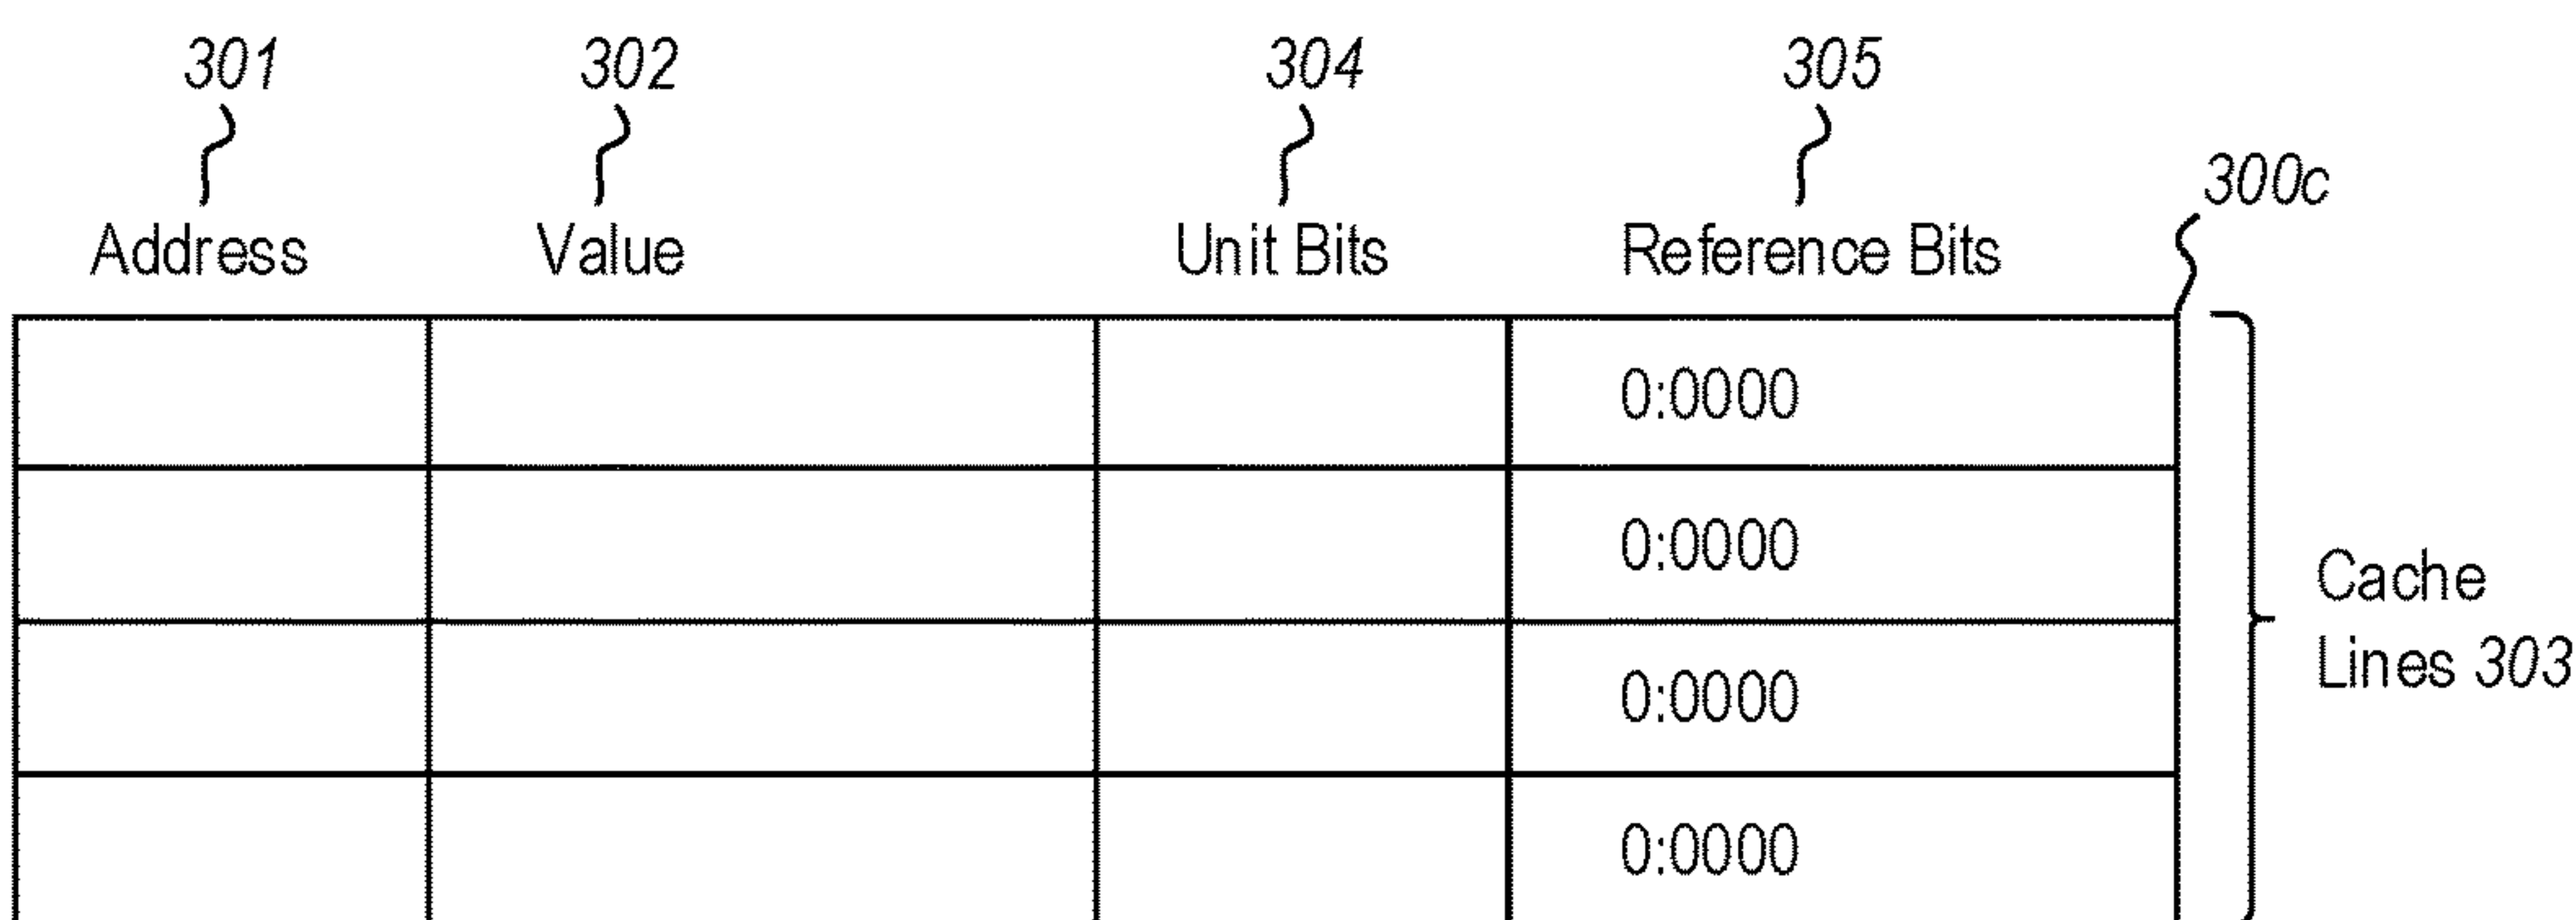 301 302 304 305
300c
Address Value Unit Bits Reference Bits
0:0000
0:0000
Cache
Lines 303
0:0000
0:0000